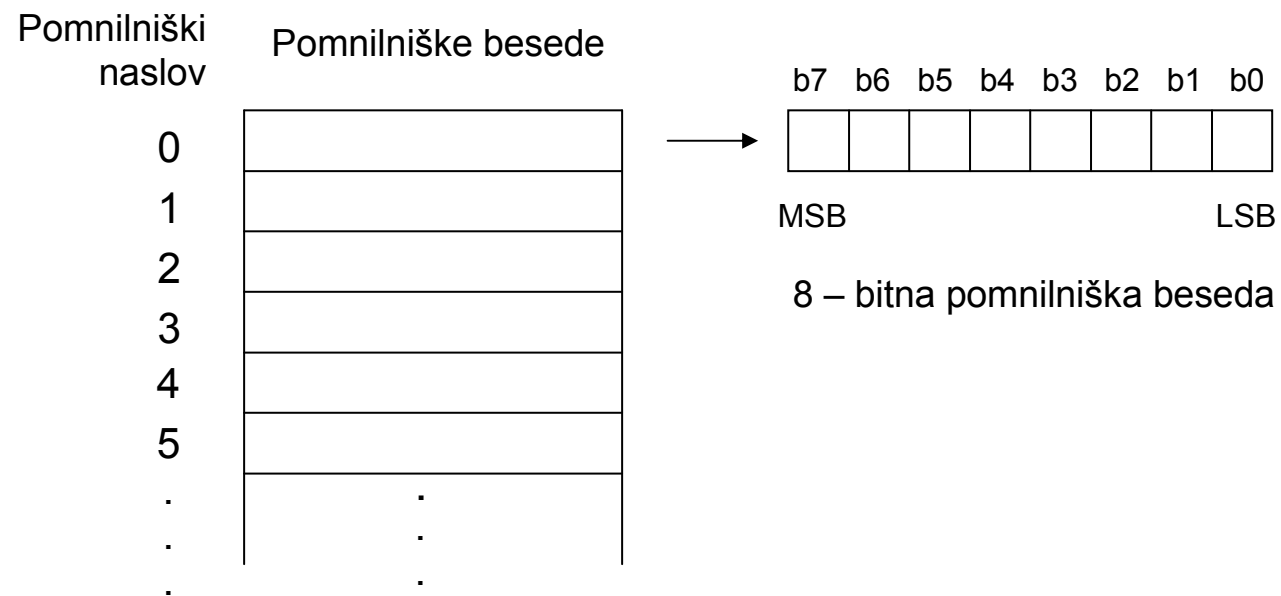 Pomnilniški
naslov
Pomnilniške besede
0
1
2
3
4
5
.
.
.
.
.
.
b7 b6 b5 b4 b3 b2 b1 b0
MSB LSB
8 – bitna pomnilniška beseda